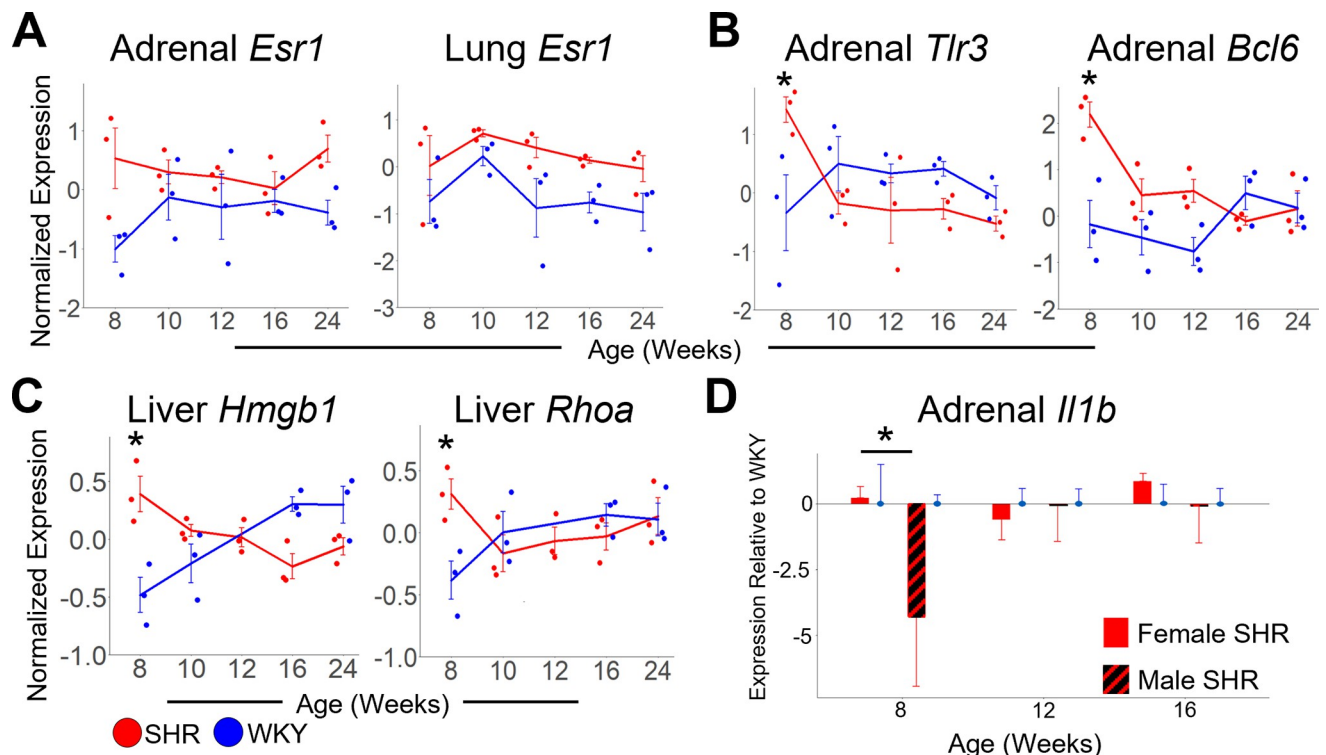 A
B
Adrenal Esr1
Lung Esr1
Adrenal Tlr3
Adrenal Bcl6
Normalized Expression
1
0
-1
-2
8 10 12 16 24
1
0
-1
-2
-3
8 10 12 16 24
*
1
0
-1
-2
8 10 12 16 24
*
2
1
0
-1
-2
8 10 12 16 24
Age (Weeks)
C
D
Liver Hmgb1
Liver Rhoa
Adrenal Il1b
Normalized Expression
*
0.5
0.0
-0.5
-1.0
8 10 12 16 24
*
0.5
0.0
-0.5
-1.0
8 10 12 16 24
Age (Weeks)
SHR WKY
Expression Relative to WKY
*
0
-2.5
-5
Female SHR
Male SHR
8 12 16
Age (Weeks)